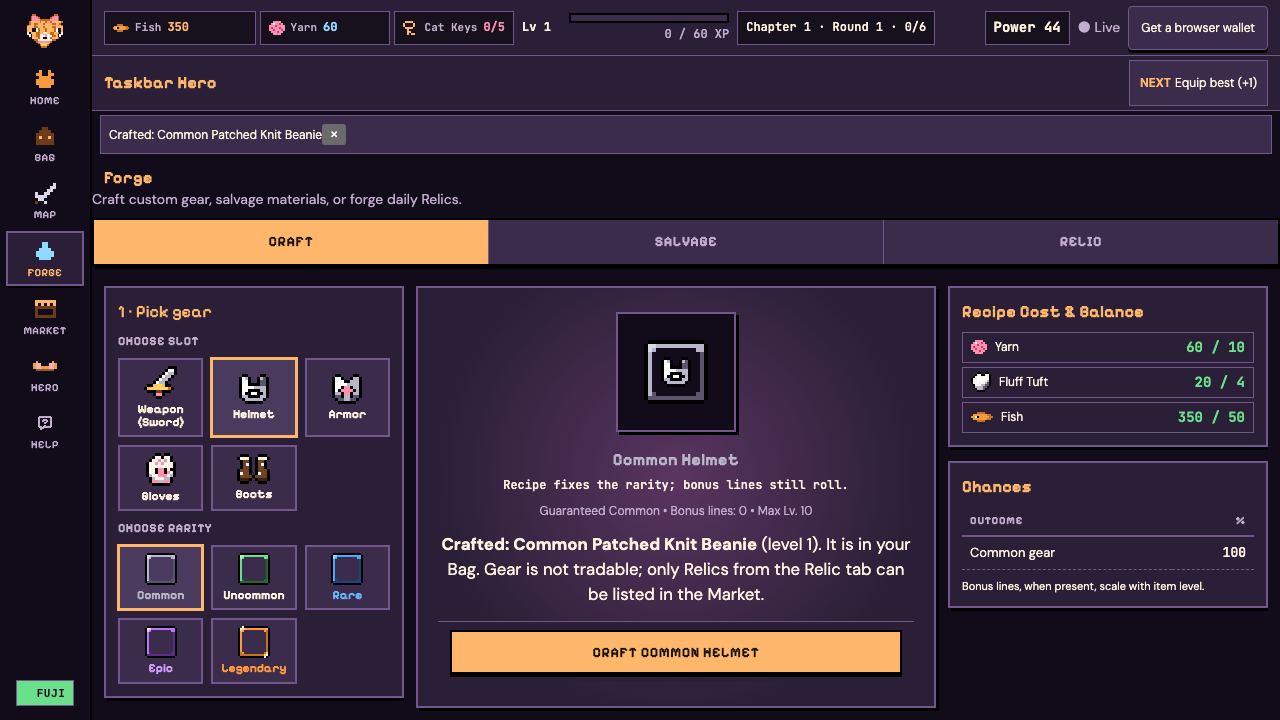 Fish 350
Yarn 60
Cat Keys 0/5
Lv 1
0 / 60 XP
Chapter 1 · Round 1 · 0/6
Power 44
Live
Get a browser wallet
HOME
BAG
MAP
FORGE
MARKET
HERO
HELP
FUJI
Taskbar Hero
NEXT Equip best (+1)
Crafted: Common Patched Knit Beanie ×
Forge
Craft custom gear, salvage materials, or forge daily Relics.
CRAFT
SALVAGE
RELIC
1 · Pick gear
CHOOSE SLOT
Weapon
(Sword)
Helmet
Armor
Gloves
Boots
CHOOSE RARITY
Common
Uncommon
Rare
Epic
Legendary
Common Helmet
Recipe fixes the rarity; bonus lines still roll.
Guaranteed Common • Bonus lines: 0 • Max Lv. 10
Crafted: Common Patched Knit Beanie (level 1). It is in your
Bag. Gear is not tradable; only Relics from the Relic tab can
be listed in the Market.
CRAFT COMMON HELMET
Recipe Cost & Balance
Yarn 60 / 10
Fluff Tuft 20 / 4
Fish 350 / 50
Chances
OUTCOME %
Common gear 100
Bonus lines, when present, scale with item level.